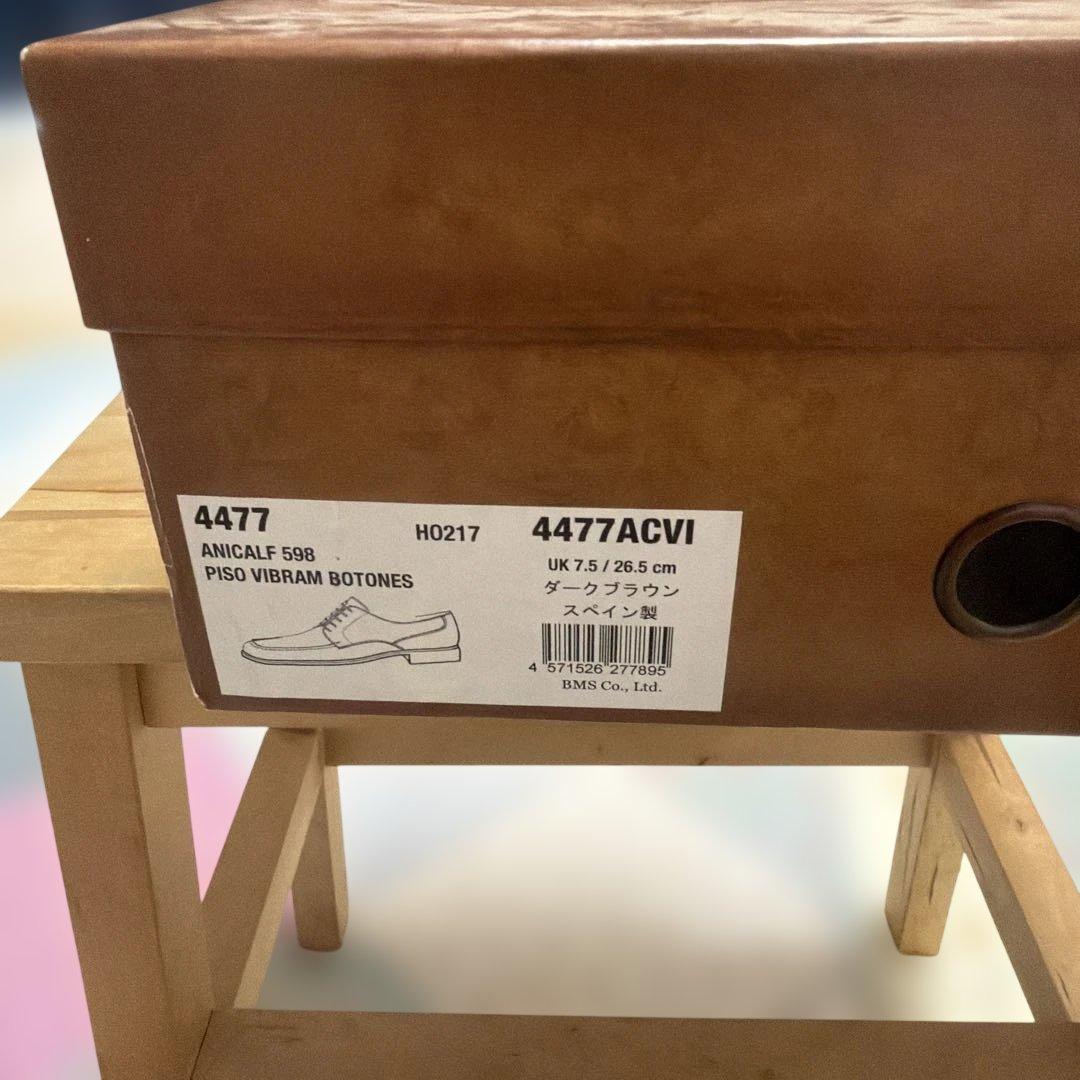 4477
HO217
4477ACVI
ANICALF 598
PISO VIBRAM BOTONES
UK 7.5 / 26.5 cm
ダークブラウン
スペイン製
4 571526 277895
BMS Co., Ltd.